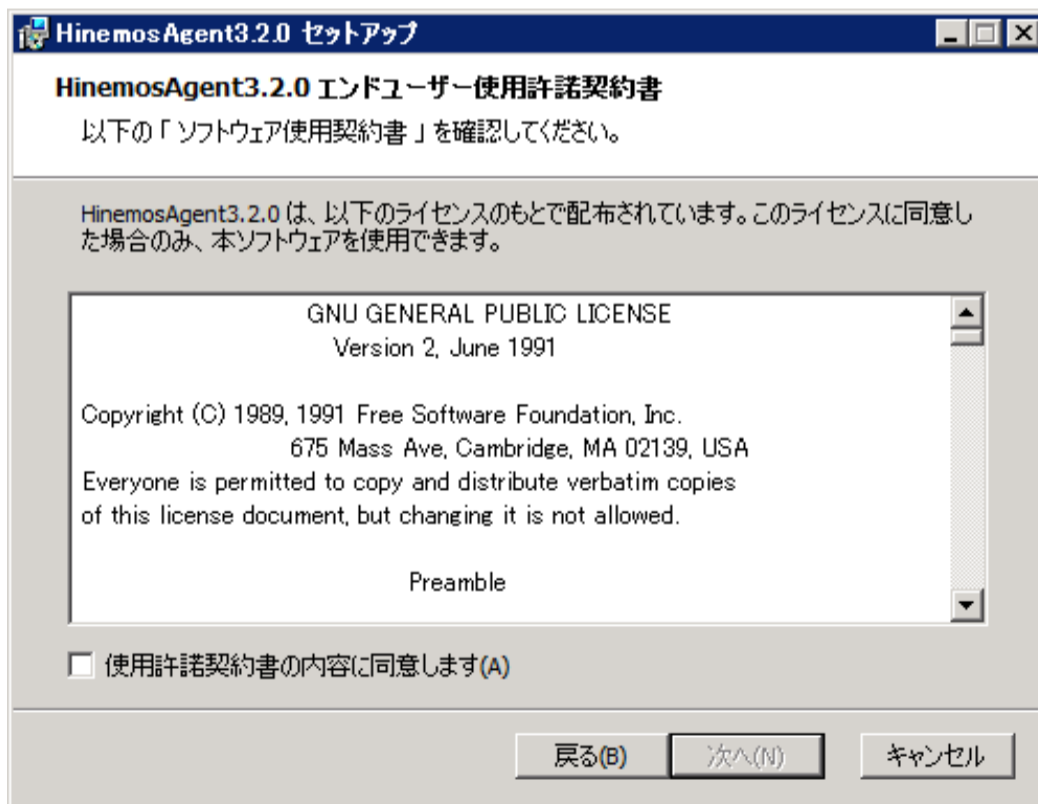 HinemosAgent3.2.0 セットアップ
HinemosAgent3.2.0 エンドユーザー使用許諾契約書
以下の「 ソフトウェア使用契約書 」を確認してください。
HinemosAgent3.2.0 は、以下のライセンスのもとで配布されています。このライセンスに同意し
た場合のみ、本ソフトウェアを使用できます。
GNU GENERAL PUBLIC LICENSE
Version 2, June 1991
Copyright (C) 1989, 1991 Free Software Foundation, Inc.
675 Mass Ave, Cambridge, MA 02139, USA
Everyone is permitted to copy and distribute verbatim copies
of this license document, but changing it is not allowed.
Preamble
使用許諾契約書の内容に同意します(A)
戻る(B) 次へ(N) キャンセル